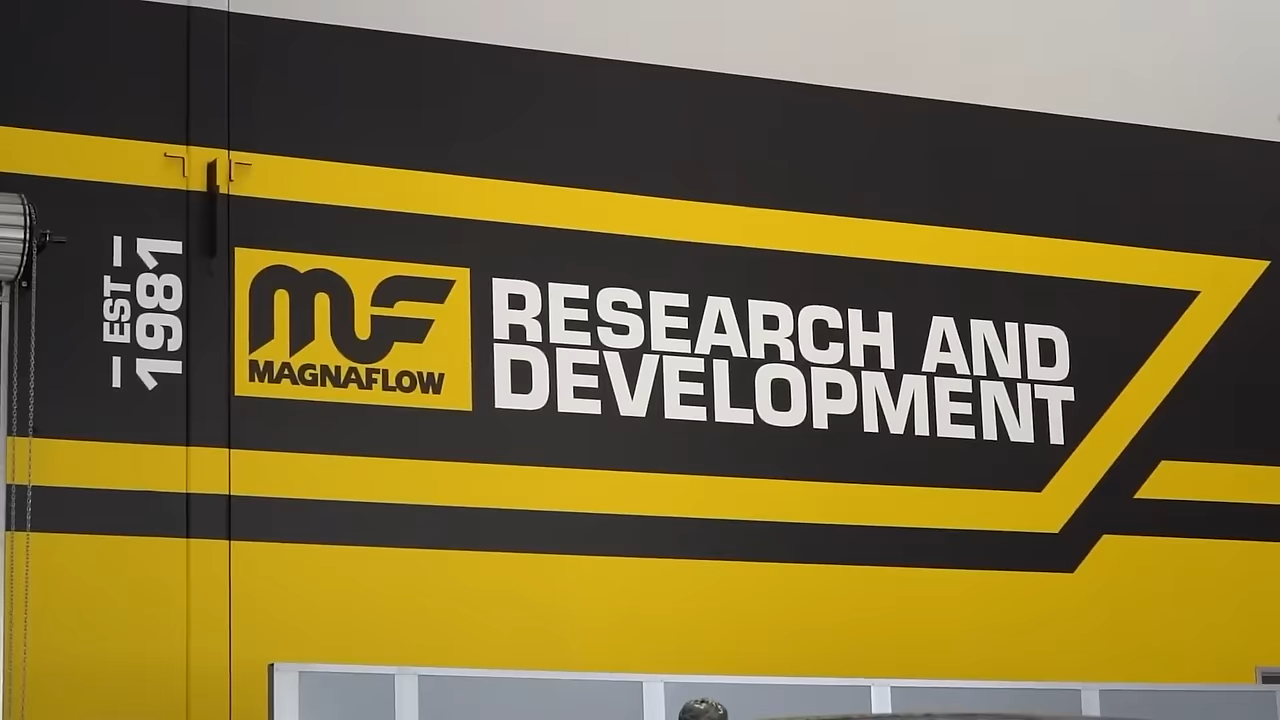 — EST —
1981
MF
MAGNAFLOW
RESEARCH AND
DEVELOPMENT